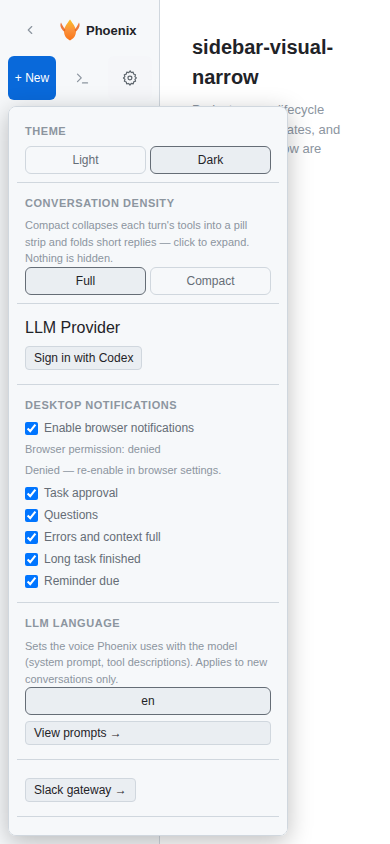 Phoenix
+ New
sidebar-visual-
narrow
THEME
Light
Dark
CONVERSATION DENSITY
Compact collapses each turn's tools into a pill
strip and folds short replies — click to expand.
Nothing is hidden.
Full
Compact
LLM Provider
Sign in with Codex
DESKTOP NOTIFICATIONS
Enable browser notifications
Browser permission: denied
Denied — re-enable in browser settings.
Task approval
Questions
Errors and context full
Long task finished
Reminder due
LLM LANGUAGE
Sets the voice Phoenix uses with the model
(system prompt, tool descriptions). Applies to new
conversations only.
en
View prompts →
Slack gateway →